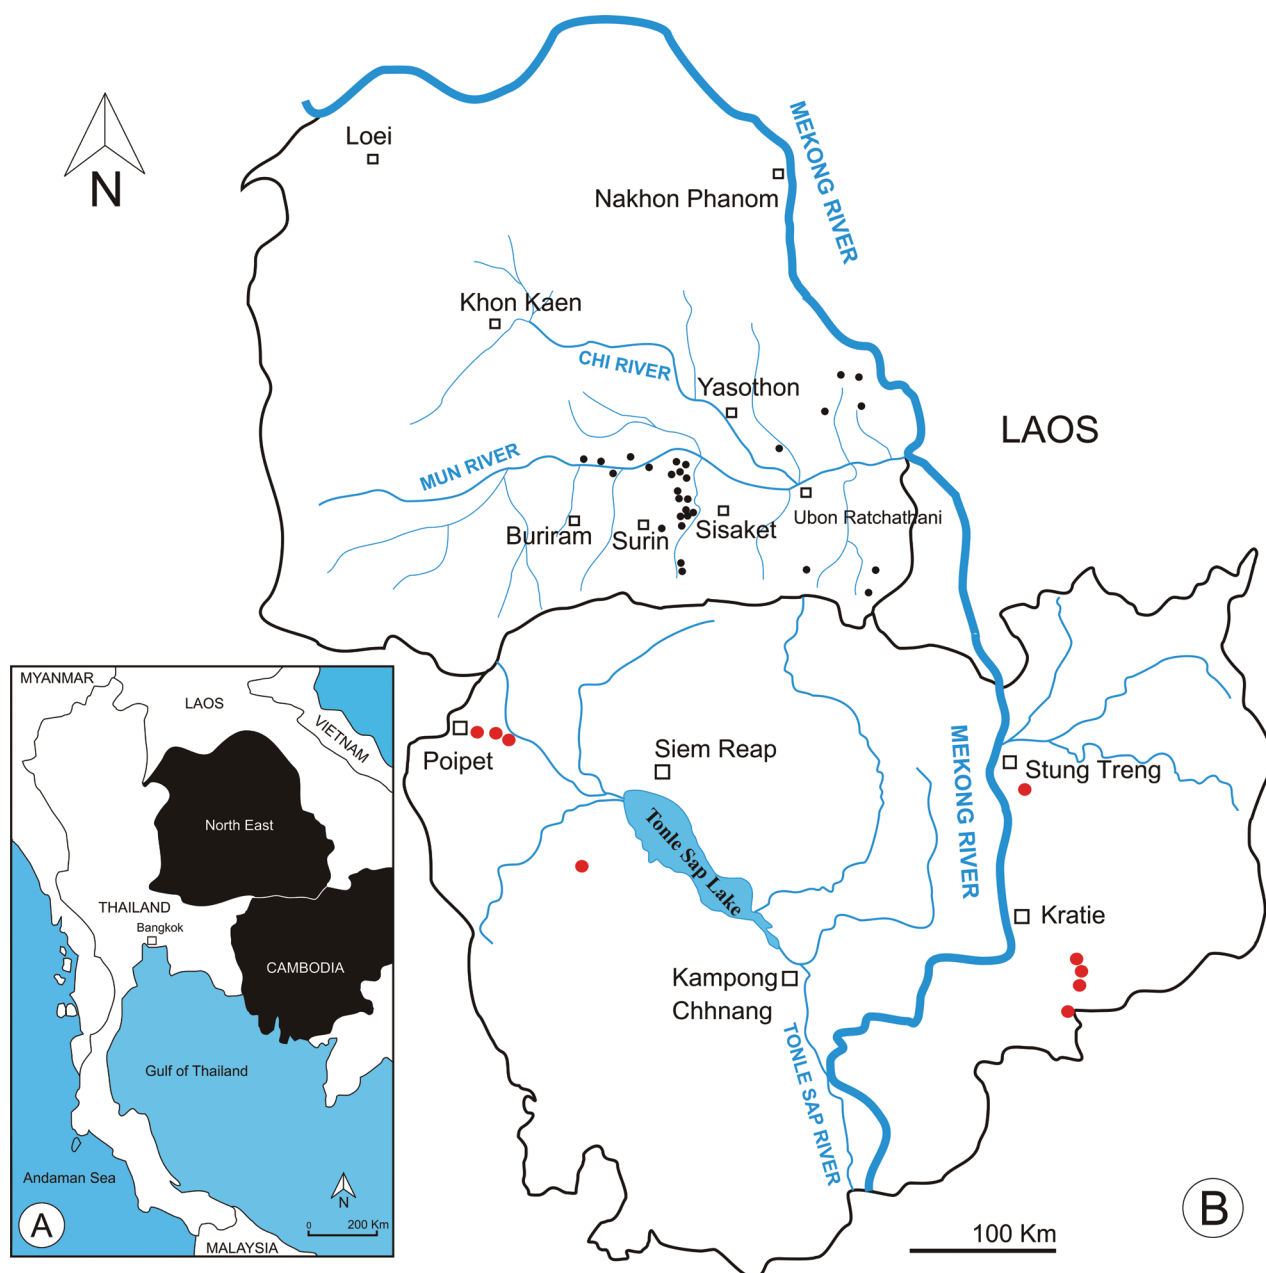 Loei
N
Nakhon Phanom
MEKONG RIVER
Khon Kaen
CHI RIVER
Yasothon
LAOS
MUN RIVER
Buriram
Surin
Sisaket
Ubon Ratchathani
Poipet
Siem Reap
Tonle Sap Lake
MEKONG RIVER
Stung Treng
Kratie
Kampong
Chhnang
TONLE SAP RIVER
100 Km
B
MYANMAR
LAOS
VIETNAM
North East
THAILAND
Bangkok
CAMBODIA
Gulf of Thailand
Andaman Sea
N
0 200 Km
A
MALAYSIA